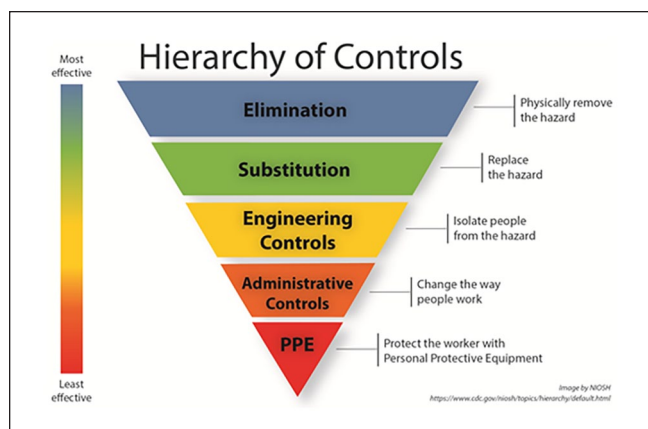 Hierarchy of Controls
Most
effective
Elimination
Physically remove
the hazard
Substitution
Replace
the hazard
Engineering
Controls
Isolate people
from the hazard
Administrative
Controls
Change the way
people work
PPE
Protect the worker with
Personal Protective Equipment
Least
effective
Image by NIOSH
https://www.cdc.gov/niosh/topics/hierarchy/default.html